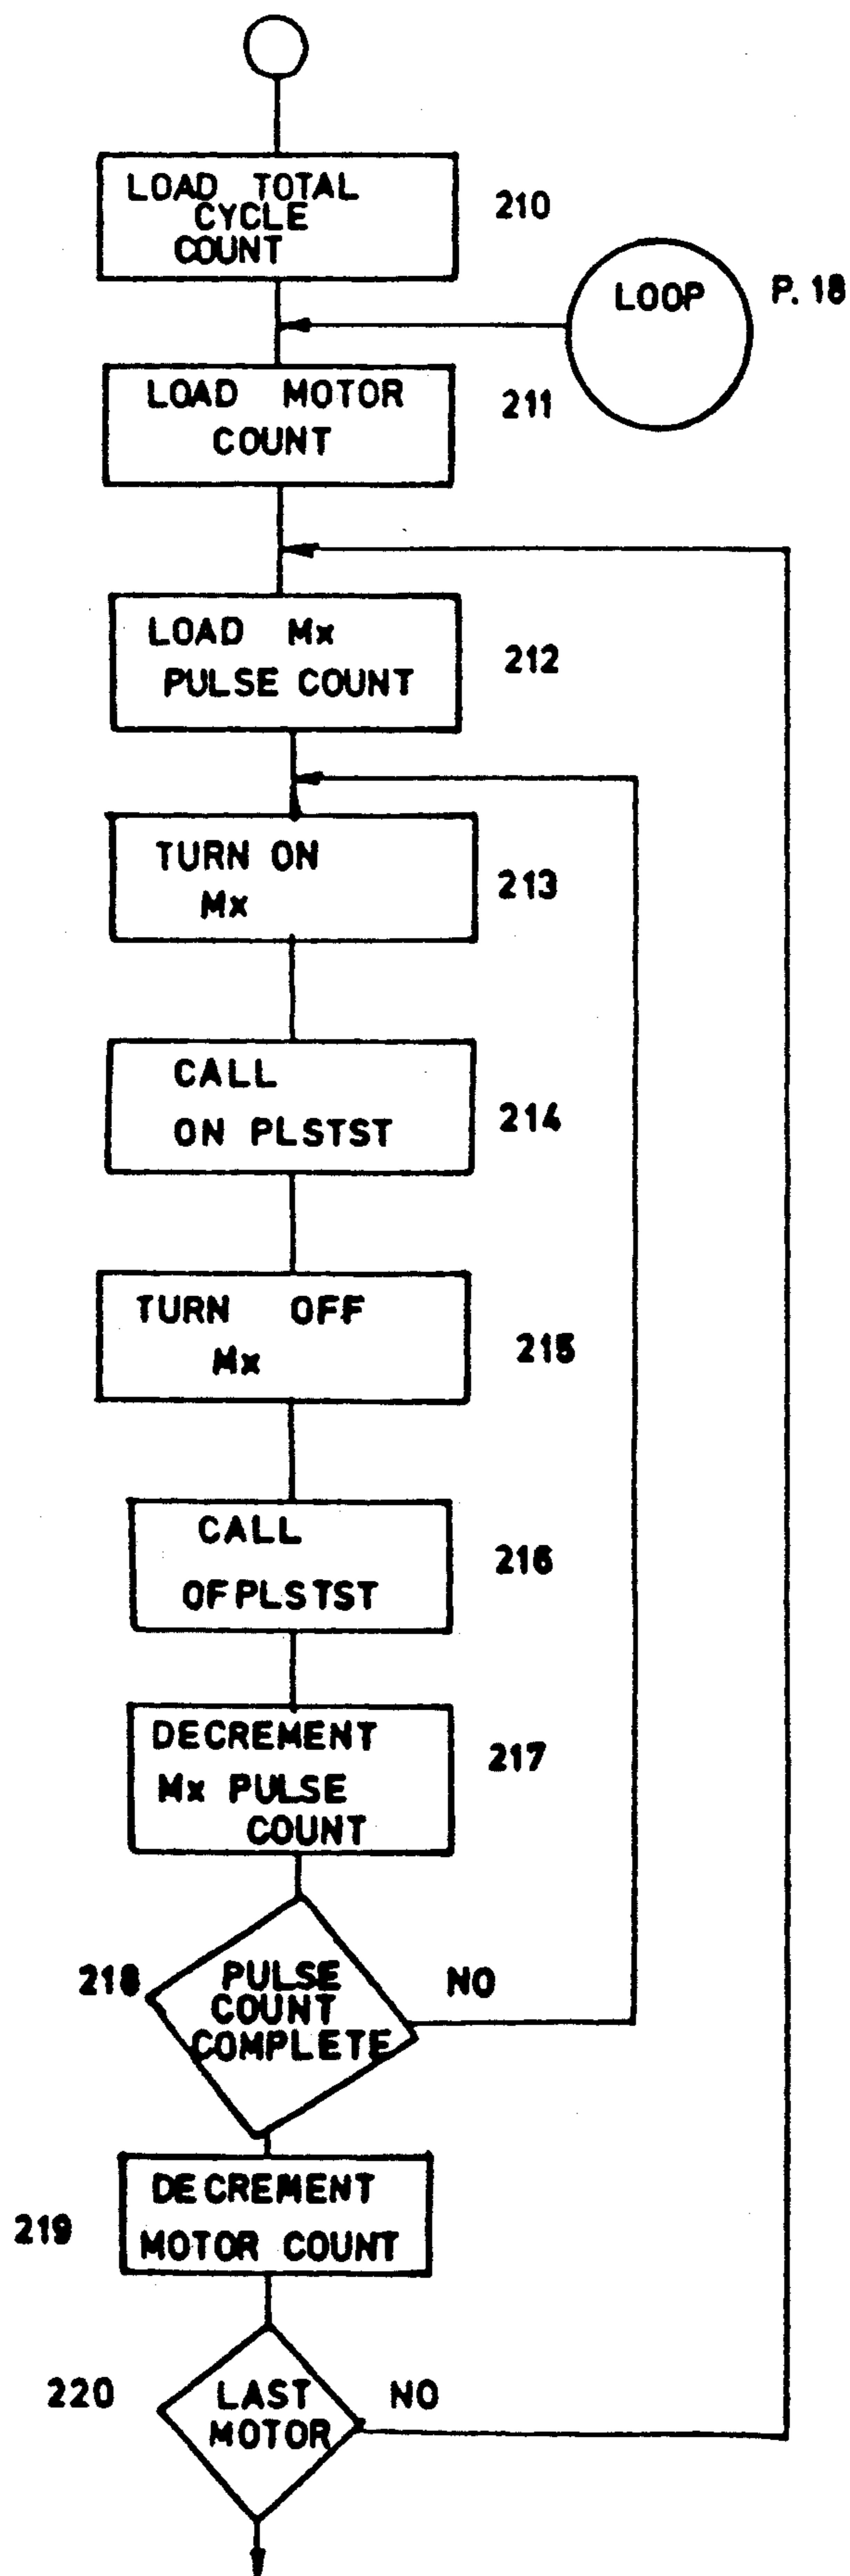 LOAD TOTAL
CYCLE
COUNT
210
LOOP
P. 18
LOAD MOTOR
COUNT
211
LOAD Mx
PULSE COUNT
212
TURN ON
Mx
213
CALL
ON PLSTST
214
TURN OFF
Mx
215
CALL
OFPLSTST
216
DECREMENT
Mx PULSE
COUNT
217
218
PULSE
COUNT
COMPLETE
NO
219
DECREMENT
MOTOR COUNT
220
LAST
MOTOR
NO